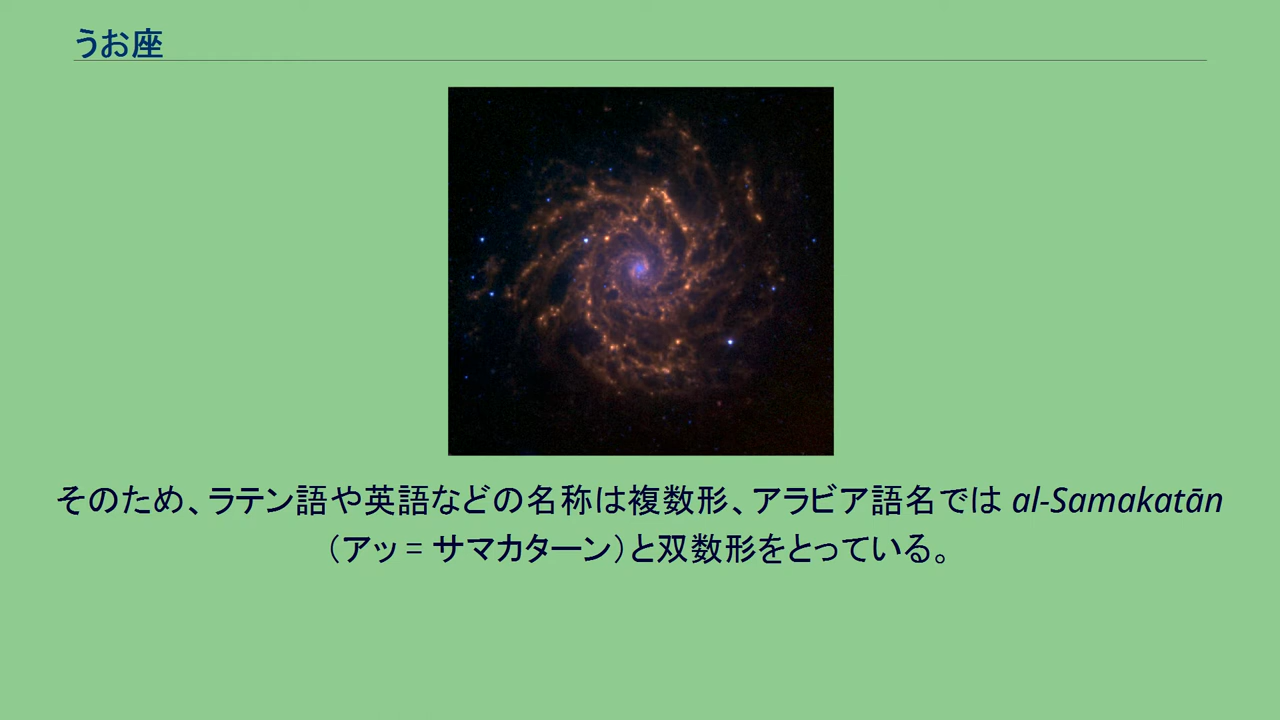 うお座
そのため、ラテン語や英語などの名称は複数形、アラビア語名では al-Samakatān
（アッ = サマカターン）と双数形をとっている。